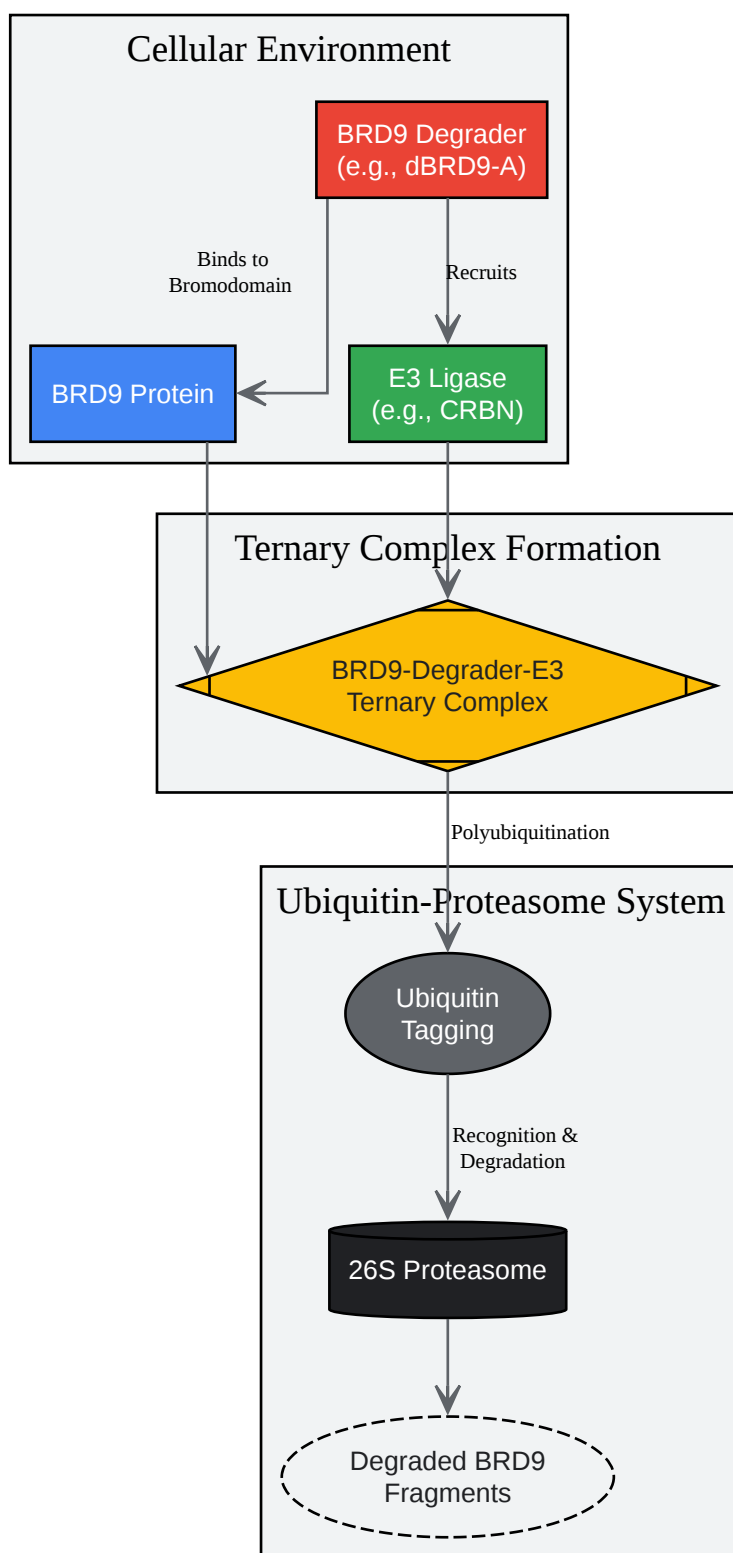 Cellular Environment
BRD9 Degrader
(e.g., dBRD9-A)
Binds to
Bromodomain
Recruits
BRD9 Protein
E3 Ligase
(e.g., CRBN)
Ternary Complex Formation
BRD9-Degrader-E3
Ternary Complex
Polyubiquitination
Ubiquitin-Proteasome System
Ubiquitin
Tagging
Recognition &
Degradation
26S Proteasome
Degraded BRD9
Fragments